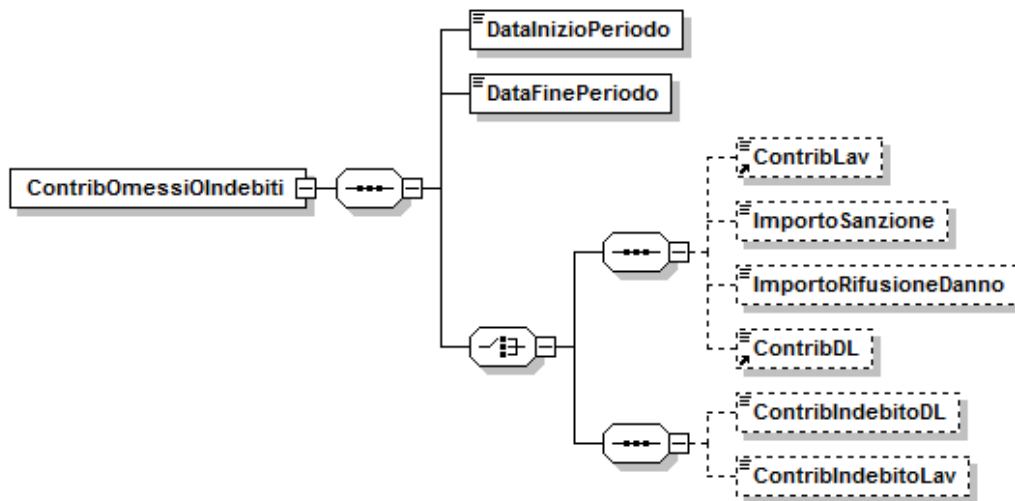 DataInizioPeriodo
DataFinePeriodo
ContribOmessiOIndebiti
ContribLav
ImportoSanzione
ImportoRifusioneDanno
ContribDL
ContribIndebitoDL
ContribIndebitoLav